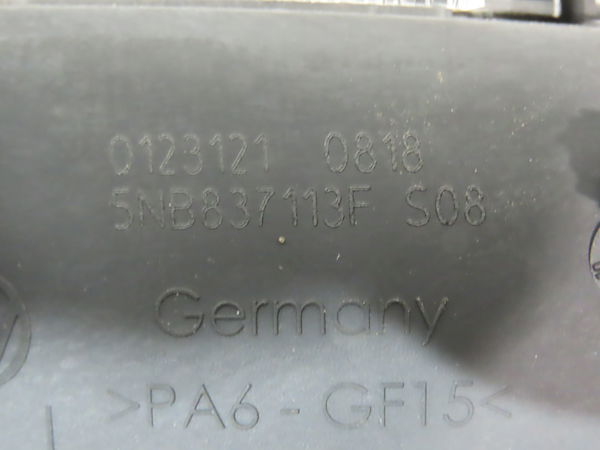 0123121 0818
5NB837113F S08
Germany
>PA6 - GF15<